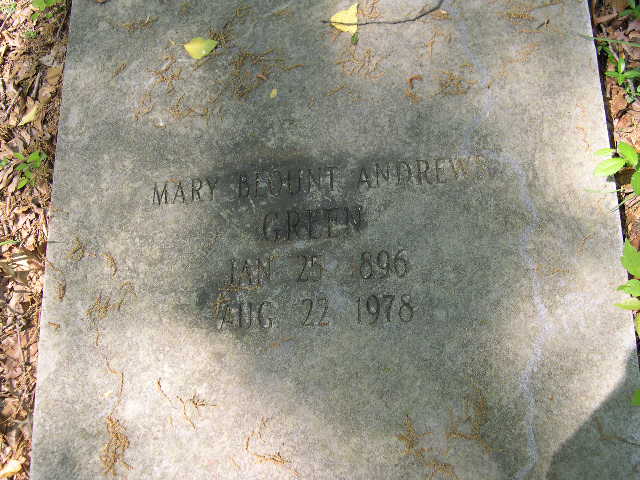 MARY BLOUNT ANDREWS
GREEN
JAN 25 1896
AUG 22 1978